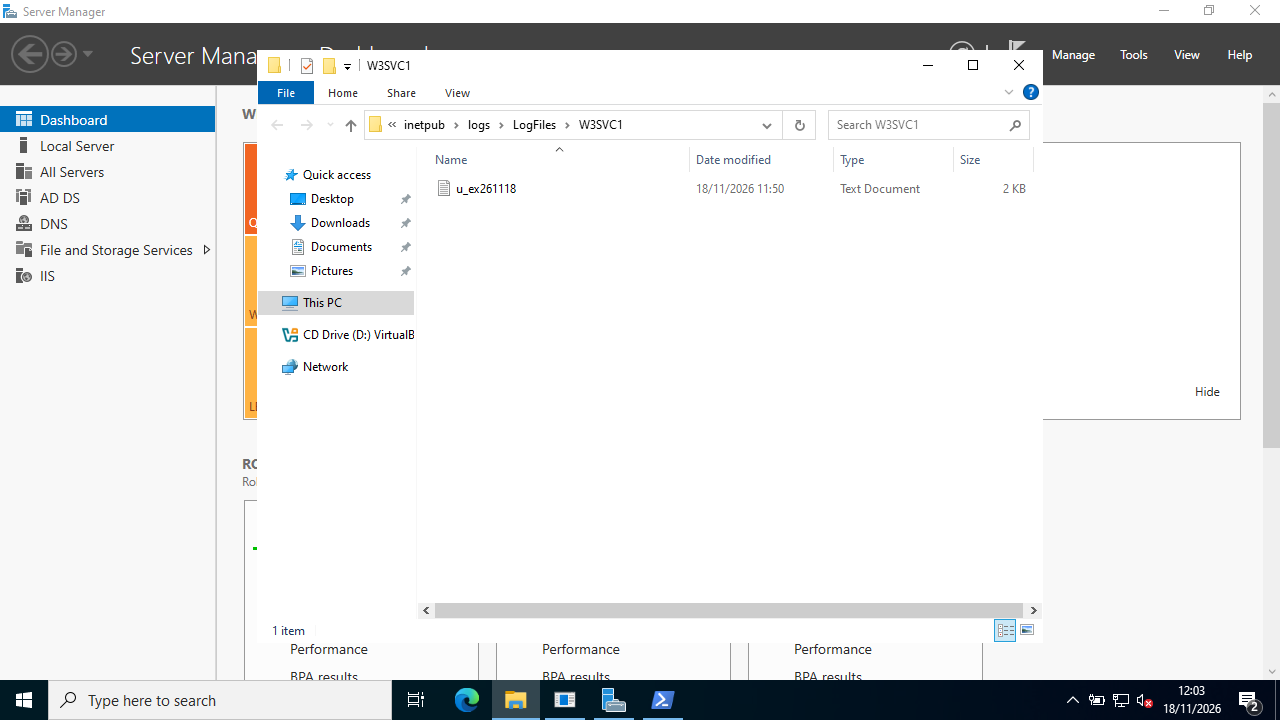 Server Manager
Server Mana
Manage
Tools
View
Help
W3SVC1
File
Home
Share
View
inetpub
logs
LogFiles
W3SVC1
Search W3SVC1
Dashboard
Local Server
All Servers
AD DS
DNS
File and Storage Services
IIS
Quick access
Desktop
Downloads
Documents
Pictures
This PC
CD Drive (D:) VirtualB
Network
Name
Date modified
Type
Size
u_ex261118
18/11/2026 11:50
Text Document
2 KB
1 item
Hide
Performance
Performance
Performance
BPA results
BPA results
BPA results
Type here to search
12:03
18/11/2026
2